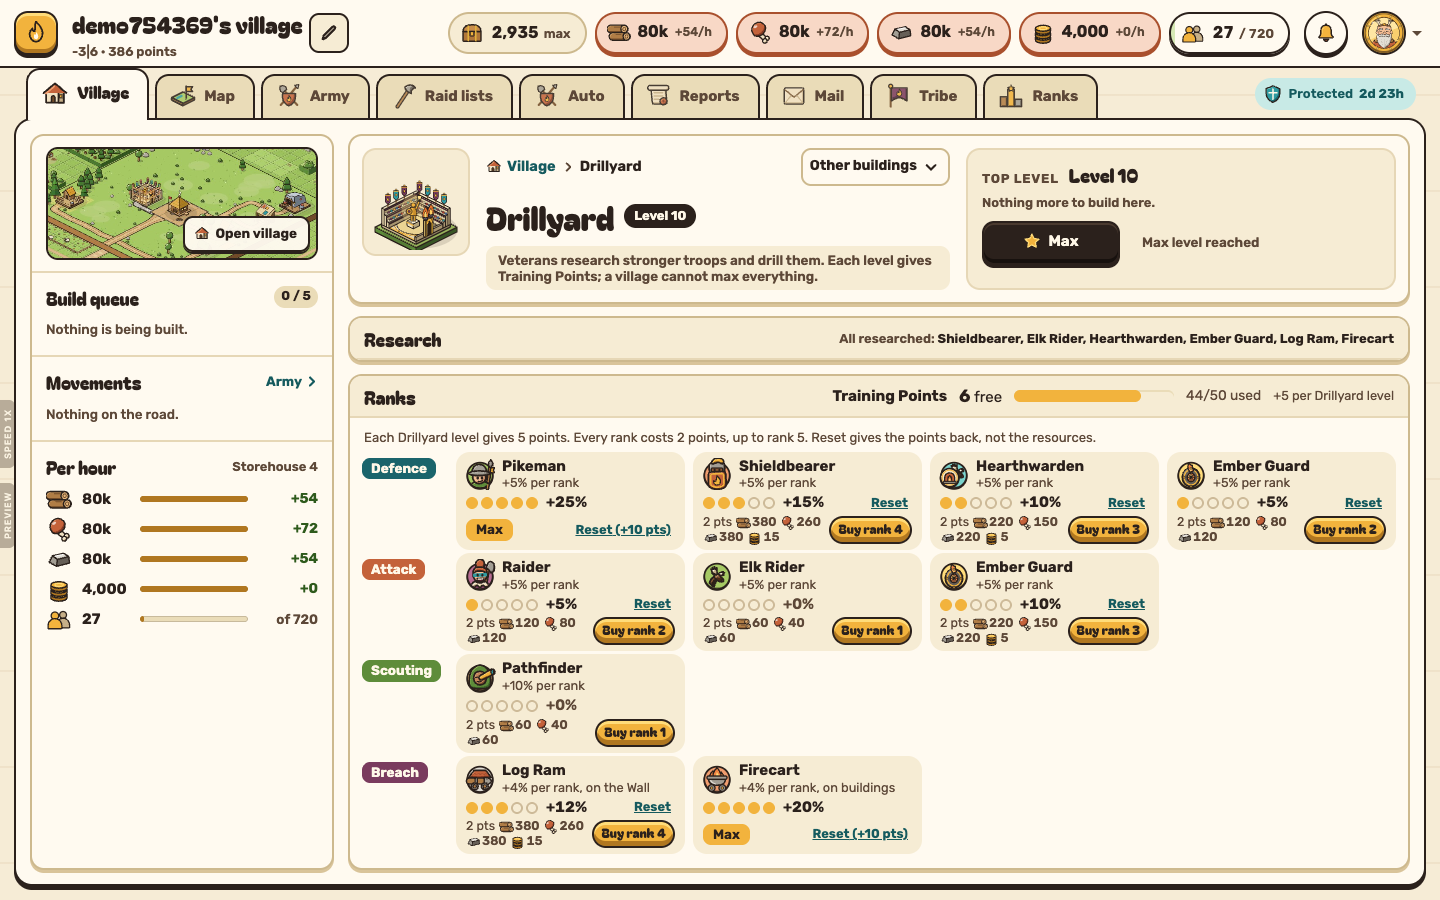 demo754369's village
-3|6 • 386 points
2,935 max
80k +54/h
80k +72/h
80k +54/h
4,000 +0/h
27 / 720
Village
Map
Army
Raid lists
Auto
Reports
Mail
Tribe
Ranks
Protected 2d 23h
SPEED 1X
PREVIEW
Open village
Build queue
0 / 5
Nothing is being built.
Movements
Army
Nothing on the road.
Per hour
Storehouse 4
80k +54
80k +72
80k +54
4,000 +0
27 of 720
Village > Drillyard
Other buildings
Drillyard Level 10
Veterans research stronger troops and drill them. Each level gives
Training Points; a village cannot max everything.
TOP LEVEL Level 10
Nothing more to build here.
Max
Max level reached
Research
All researched: Shieldbearer, Elk Rider, Hearthwarden, Ember Guard, Log Ram, Firecart
Ranks
Training Points 6 free
44/50 used
+5 per Drillyard level
Each Drillyard level gives 5 points. Every rank costs 2 points, up to rank 5. Reset gives the points back, not the resources.
Defence
Pikeman
+5% per rank
+25%
Max
Reset (+10 pts)
Shieldbearer
+5% per rank
+15%
Reset
2 pts 380 260
380 15
Buy rank 4
Hearthwarden
+5% per rank
+10%
Reset
2 pts 220 150
220 5
Buy rank 3
Ember Guard
+5% per rank
+5%
Reset
2 pts 120 80
120
Buy rank 2
Attack
Raider
+5% per rank
+5%
Reset
2 pts 120 80
120
Buy rank 2
Elk Rider
+5% per rank
+0%
2 pts 60 40
60
Buy rank 1
Ember Guard
+5% per rank
+10%
Reset
2 pts 220 150
220 5
Buy rank 3
Scouting
Pathfinder
+10% per rank
+0%
2 pts 60 40
60
Buy rank 1
Breach
Log Ram
+4% per rank, on the Wall
+12%
Reset
2 pts 380 260
380 15
Buy rank 4
Firecart
+4% per rank, on buildings
+20%
Max
Reset (+10 pts)